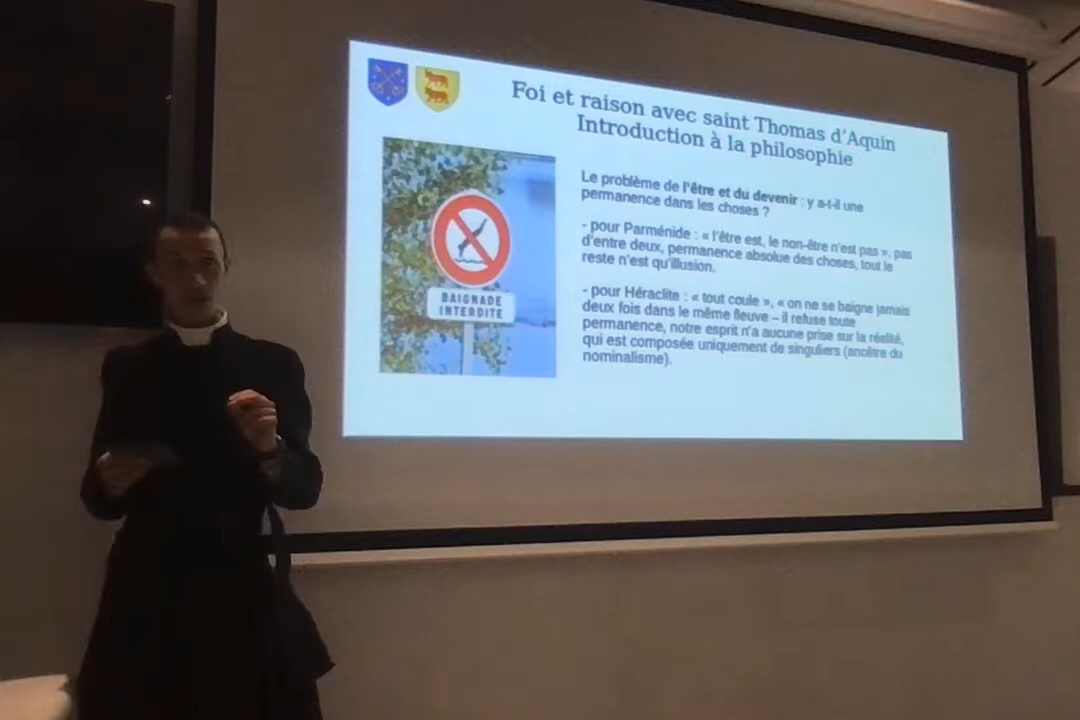 Foi et raison avec saint Thomas d'Aquin
Introduction à la philosophie
BAIGNADE
INTERDITE
Le problème de l'être et du devenir : y a-t-il une
permanence dans les choses ?
- pour Parménide : « l'être est, le non-être n'est pas », pas
d'entre deux, permanence absolue des choses, tout le
reste n'est qu'illusion.
- pour Héraclite : « tout coule », « on ne se baigne jamais
deux fois dans le même fleuve – il refuse toute
permanence, notre esprit n'a aucune prise sur la réalité,
qui est composée uniquement de singuliers (ancêtre du
nominalisme).